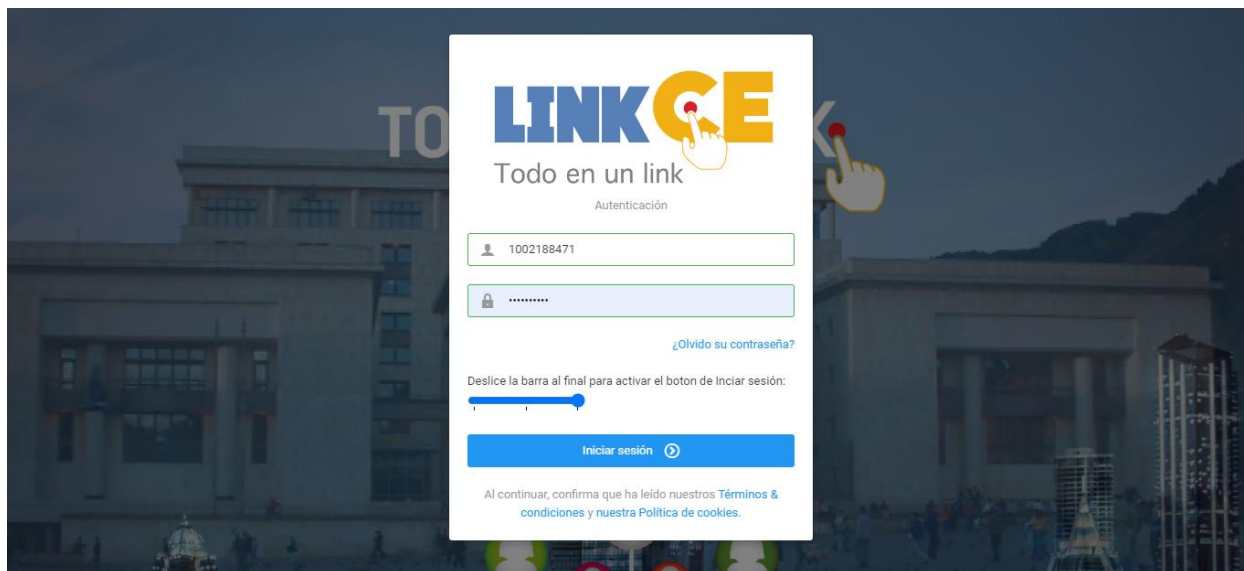 TO
K
LINKCE
Todo en un link
Autenticación
1002188471
••••••••••
¿Olvido su contraseña?
Deslice la barra al final para activar el boton de Inciar sesión:
Iniciar sesión
Al continuar, confirma que ha leído nuestros Términos &
condiciones y nuestra Política de cookies.